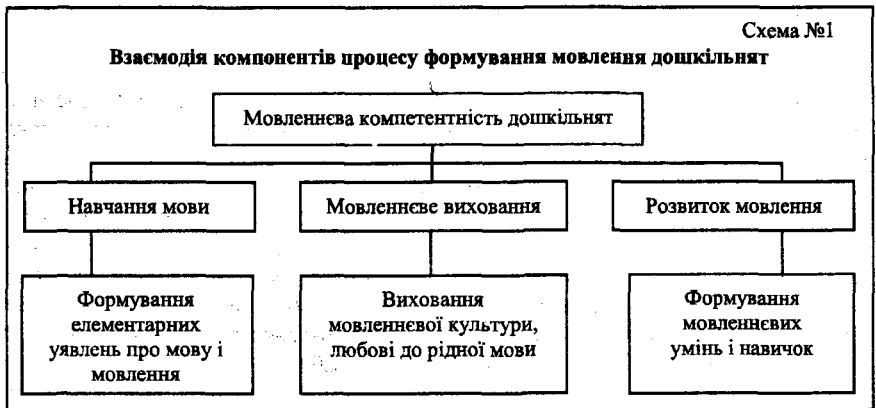 Схема №1
Взаємодія компонентів процесу формування мовлення дошкільнят
Мовленнєва компетентність дошкільнят
Навчання мови
Мовленнєве виховання
Розвиток мовлення
Формування
елементарних
уявлень про мову і
мовлення
Виховання
мовленнєвої культури,
любові до рідної мови
Формування
мовленнєвих
умінь і навичок